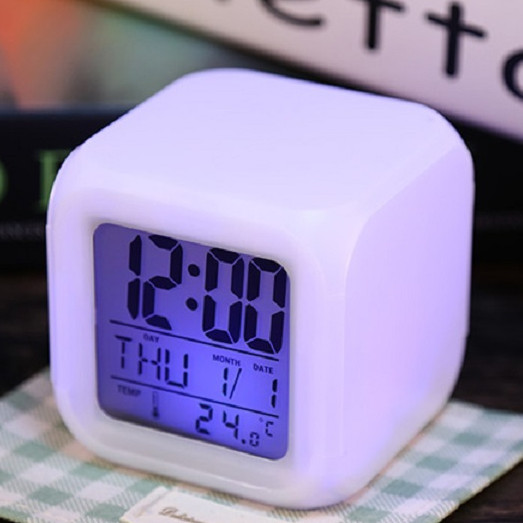 etto
12:00
DAY MONTH DATE
THU 1/ 1
TEMP 24.0 °C